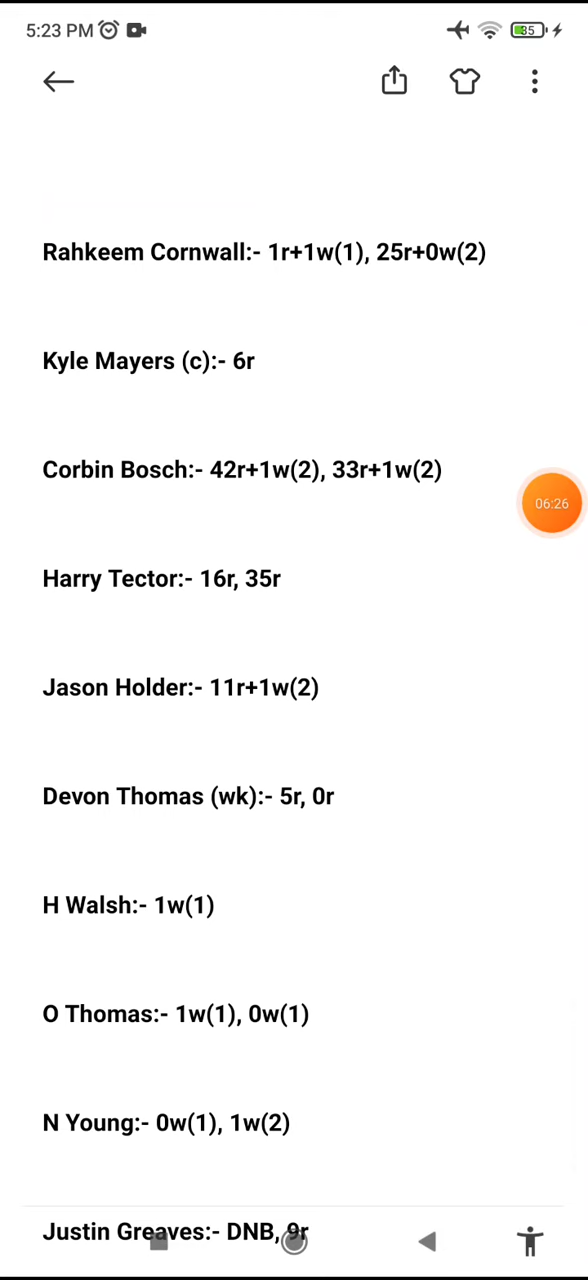 5:23 PM
35
Rahkeem Cornwall:- 1r+1w(1), 25r+0w(2)
Kyle Mayers (c):- 6r
Corbin Bosch:- 42r+1w(2), 33r+1w(2)
06:26
Harry Tector:- 16r, 35r
Jason Holder:- 11r+1w(2)
Devon Thomas (wk):- 5r, 0r
H Walsh:- 1w(1)
O Thomas:- 1w(1), 0w(1)
N Young:- 0w(1), 1w(2)
Justin Greaves:- DNB, 9r